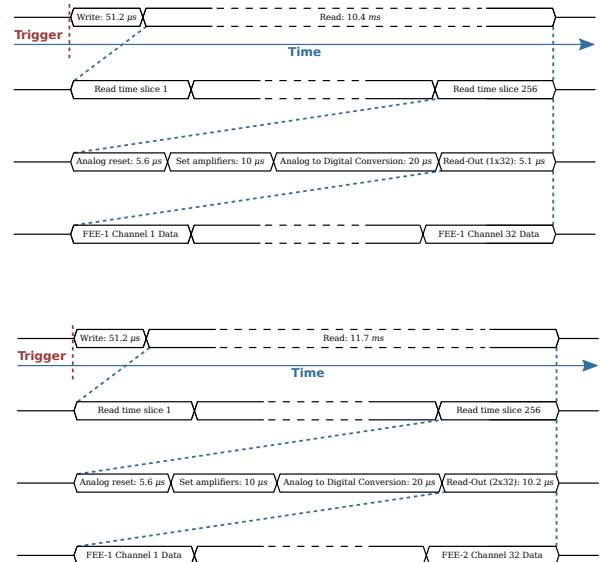 Write: 51.2 μs
Read: 10.4 ms
Trigger
Time
Read time slice 1
Read time slice 256
Analog reset: 5.6 μs
Set amplifiers: 10 μs
Analog to Digital Conversion: 20 μs
Read-Out (1x32): 5.1 μs
FEE-1 Channel 1 Data
FEE-1 Channel 32 Data
Write: 51.2 μs
Read: 11.7 ms
Trigger
Time
Read time slice 1
Read time slice 256
Analog reset: 5.6 μs
Set amplifiers: 10 μs
Analog to Digital Conversion: 20 μs
Read-Out (2x32): 10.2 μs
FEE-1 Channel 1 Data
FEE-2 Channel 32 Data